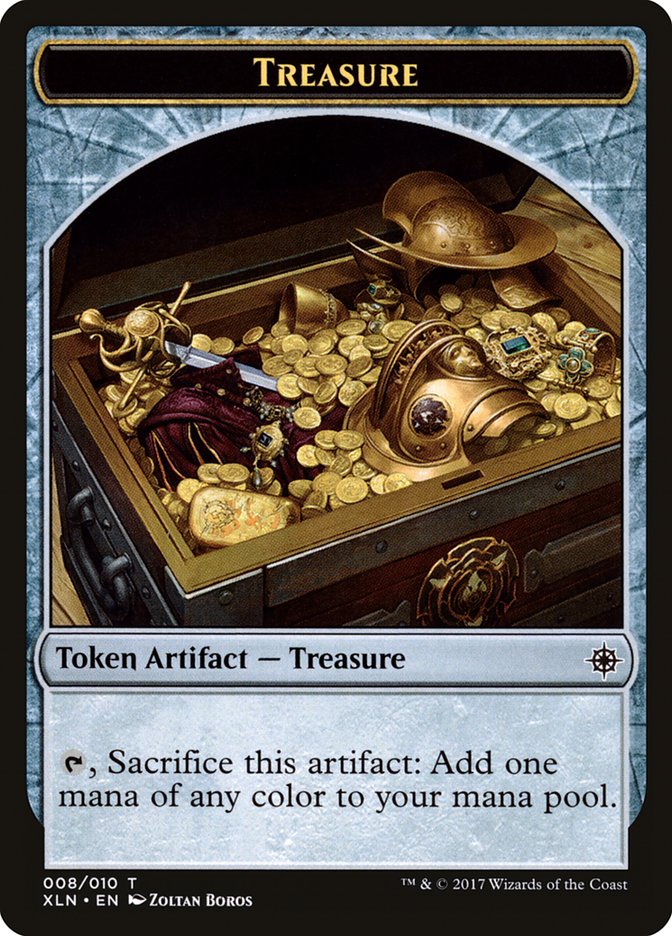 Treasure
Token Artifact — Treasure
, Sacrifice this artifact: Add one
mana of any color to your mana pool.
008/010 T
XLN • EN Zoltan Boros
™ & © 2017 Wizards of the Coast